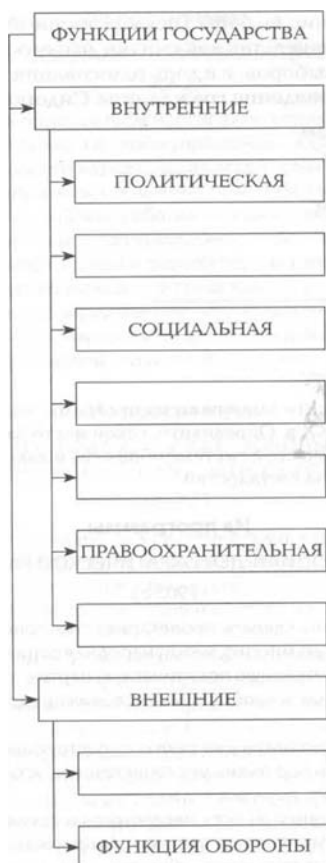 ФУНКЦИИ ГОСУДАРСТВА
ВНУТРЕННИЕ
ПОЛИТИЧЕСКАЯ
СОЦИАЛЬНАЯ
ПРАВООХРАНИТЕЛЬНАЯ
ВНЕШНИЕ
ФУНКЦИЯ ОБОРОНЫ